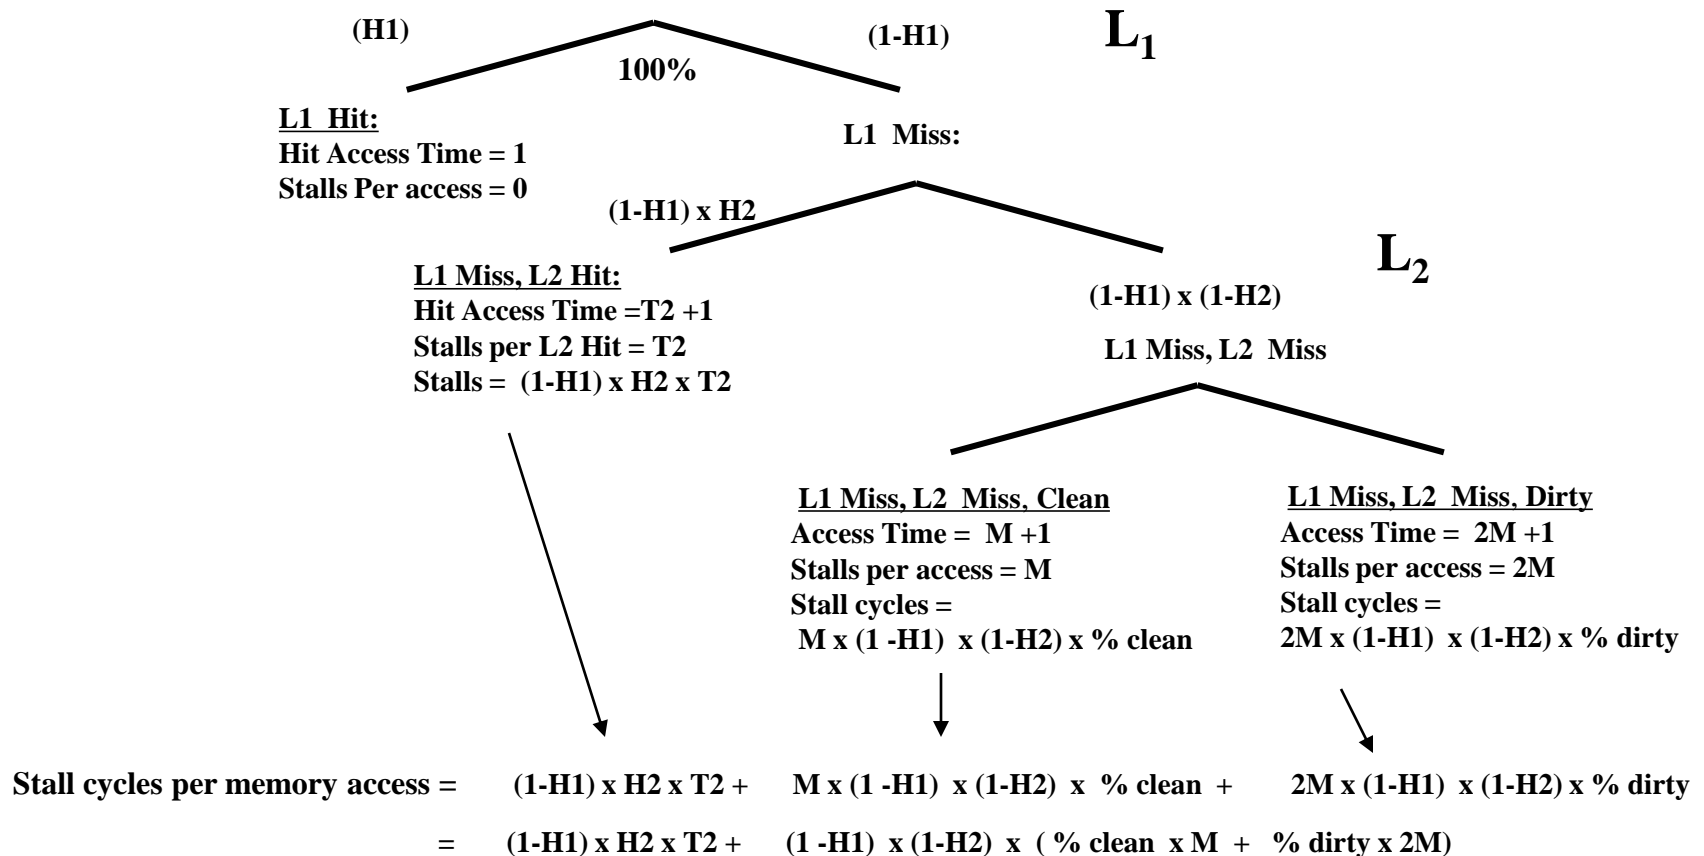 (H1)
(1-H1)
L1
100%
L1 Hit:
Hit Access Time = 1
Stalls Per access = 0
L1 Miss:
(1-H1) x H2
L2
L1 Miss, L2 Hit:
Hit Access Time =T2 +1
Stalls per L2 Hit = T2
Stalls = (1-H1) x H2 x T2
(1-H1) x (1-H2)
L1 Miss, L2 Miss
L1 Miss, L2 Miss, Clean
Access Time = M +1
Stalls per access = M
Stall cycles =
M x (1 -H1) x (1-H2) x % clean
L1 Miss, L2 Miss, Dirty
Access Time = 2M +1
Stalls per access = 2M
Stall cycles =
2M x (1-H1) x (1-H2) x % dirty
Stall cycles per memory access = (1-H1) x H2 x T2 + M x (1 -H1) x (1-H2) x % clean + 2M x (1-H1) x (1-H2) x % dirty
= (1-H1) x H2 x T2 + (1 -H1) x (1-H2) x ( % clean x M + % dirty x 2M)